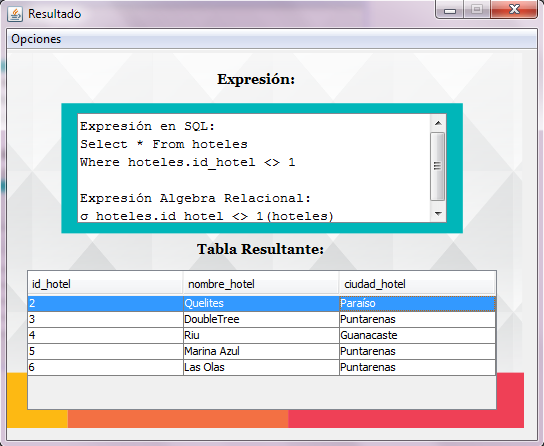 Resultado
Opciones
Expresión:
Expresión en SQL:
Select * From hoteles
Where hoteles.id_hotel <> 1
Expresión Algebra Relacional:
σ hoteles.id_hotel <> 1(hoteles)
Tabla Resultante:
id_hotel nombre_hotel ciudad_hotel
2 Quelites Paraíso
3 DoubleTree Puntarenas
4 Riu Guanacaste
5 Marina Azul Puntarenas
6 Las Olas Puntarenas